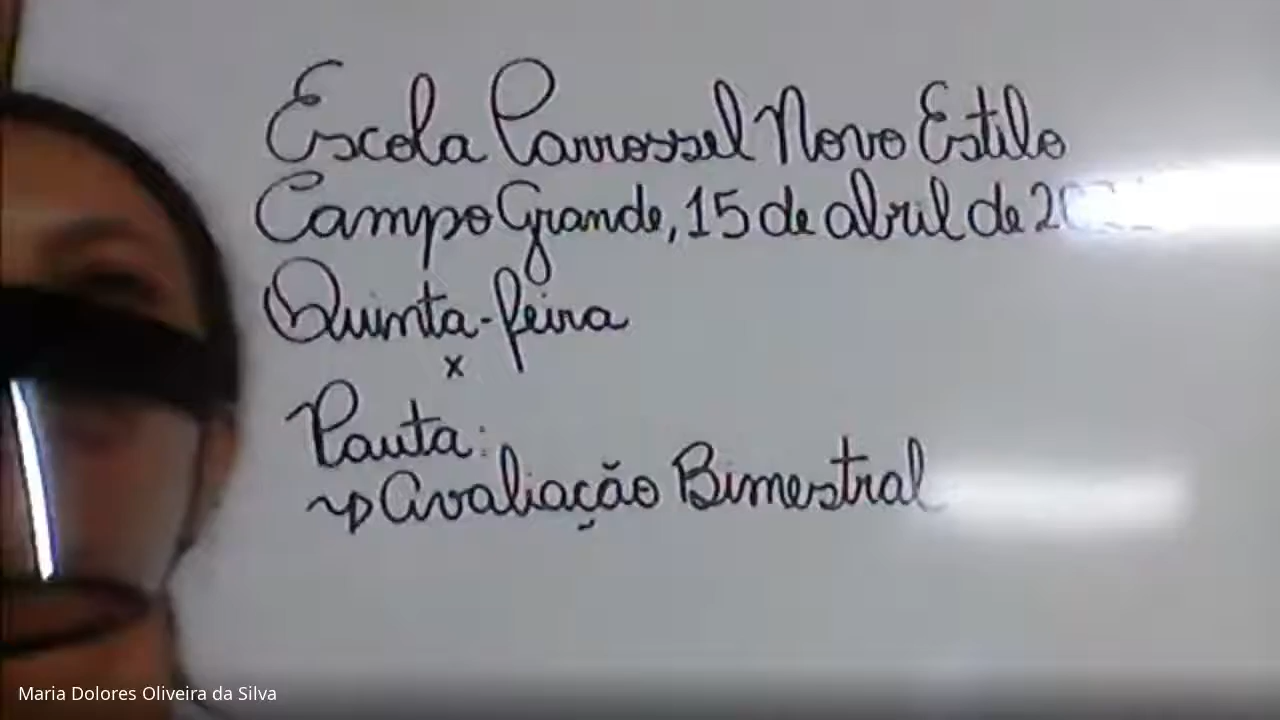 Escola Carrossel Novo Estilo
Campo Grande, 15 de abril de
Quinta-feira
x
Pauta:
Avaliação Bimestral
Maria Dolores Oliveira da Silva